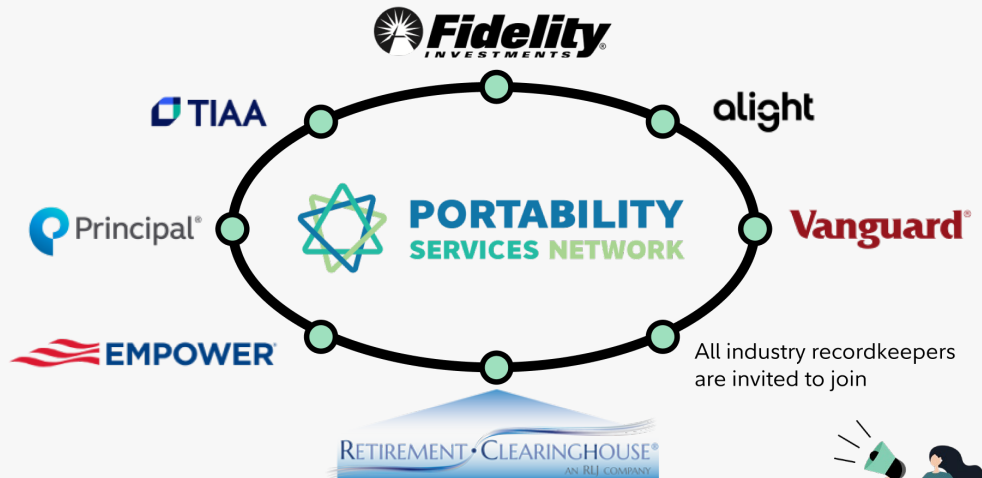 Fidelity®
INVESTMENTS
TIAA
alight
Principal®
PORTABILITY
SERVICES NETWORK
Vanguard®
EMPOWER
All industry recordkeepers
are invited to join
RETIREMENT • CLEARINGHOUSE®
AN RLJ COMPANY